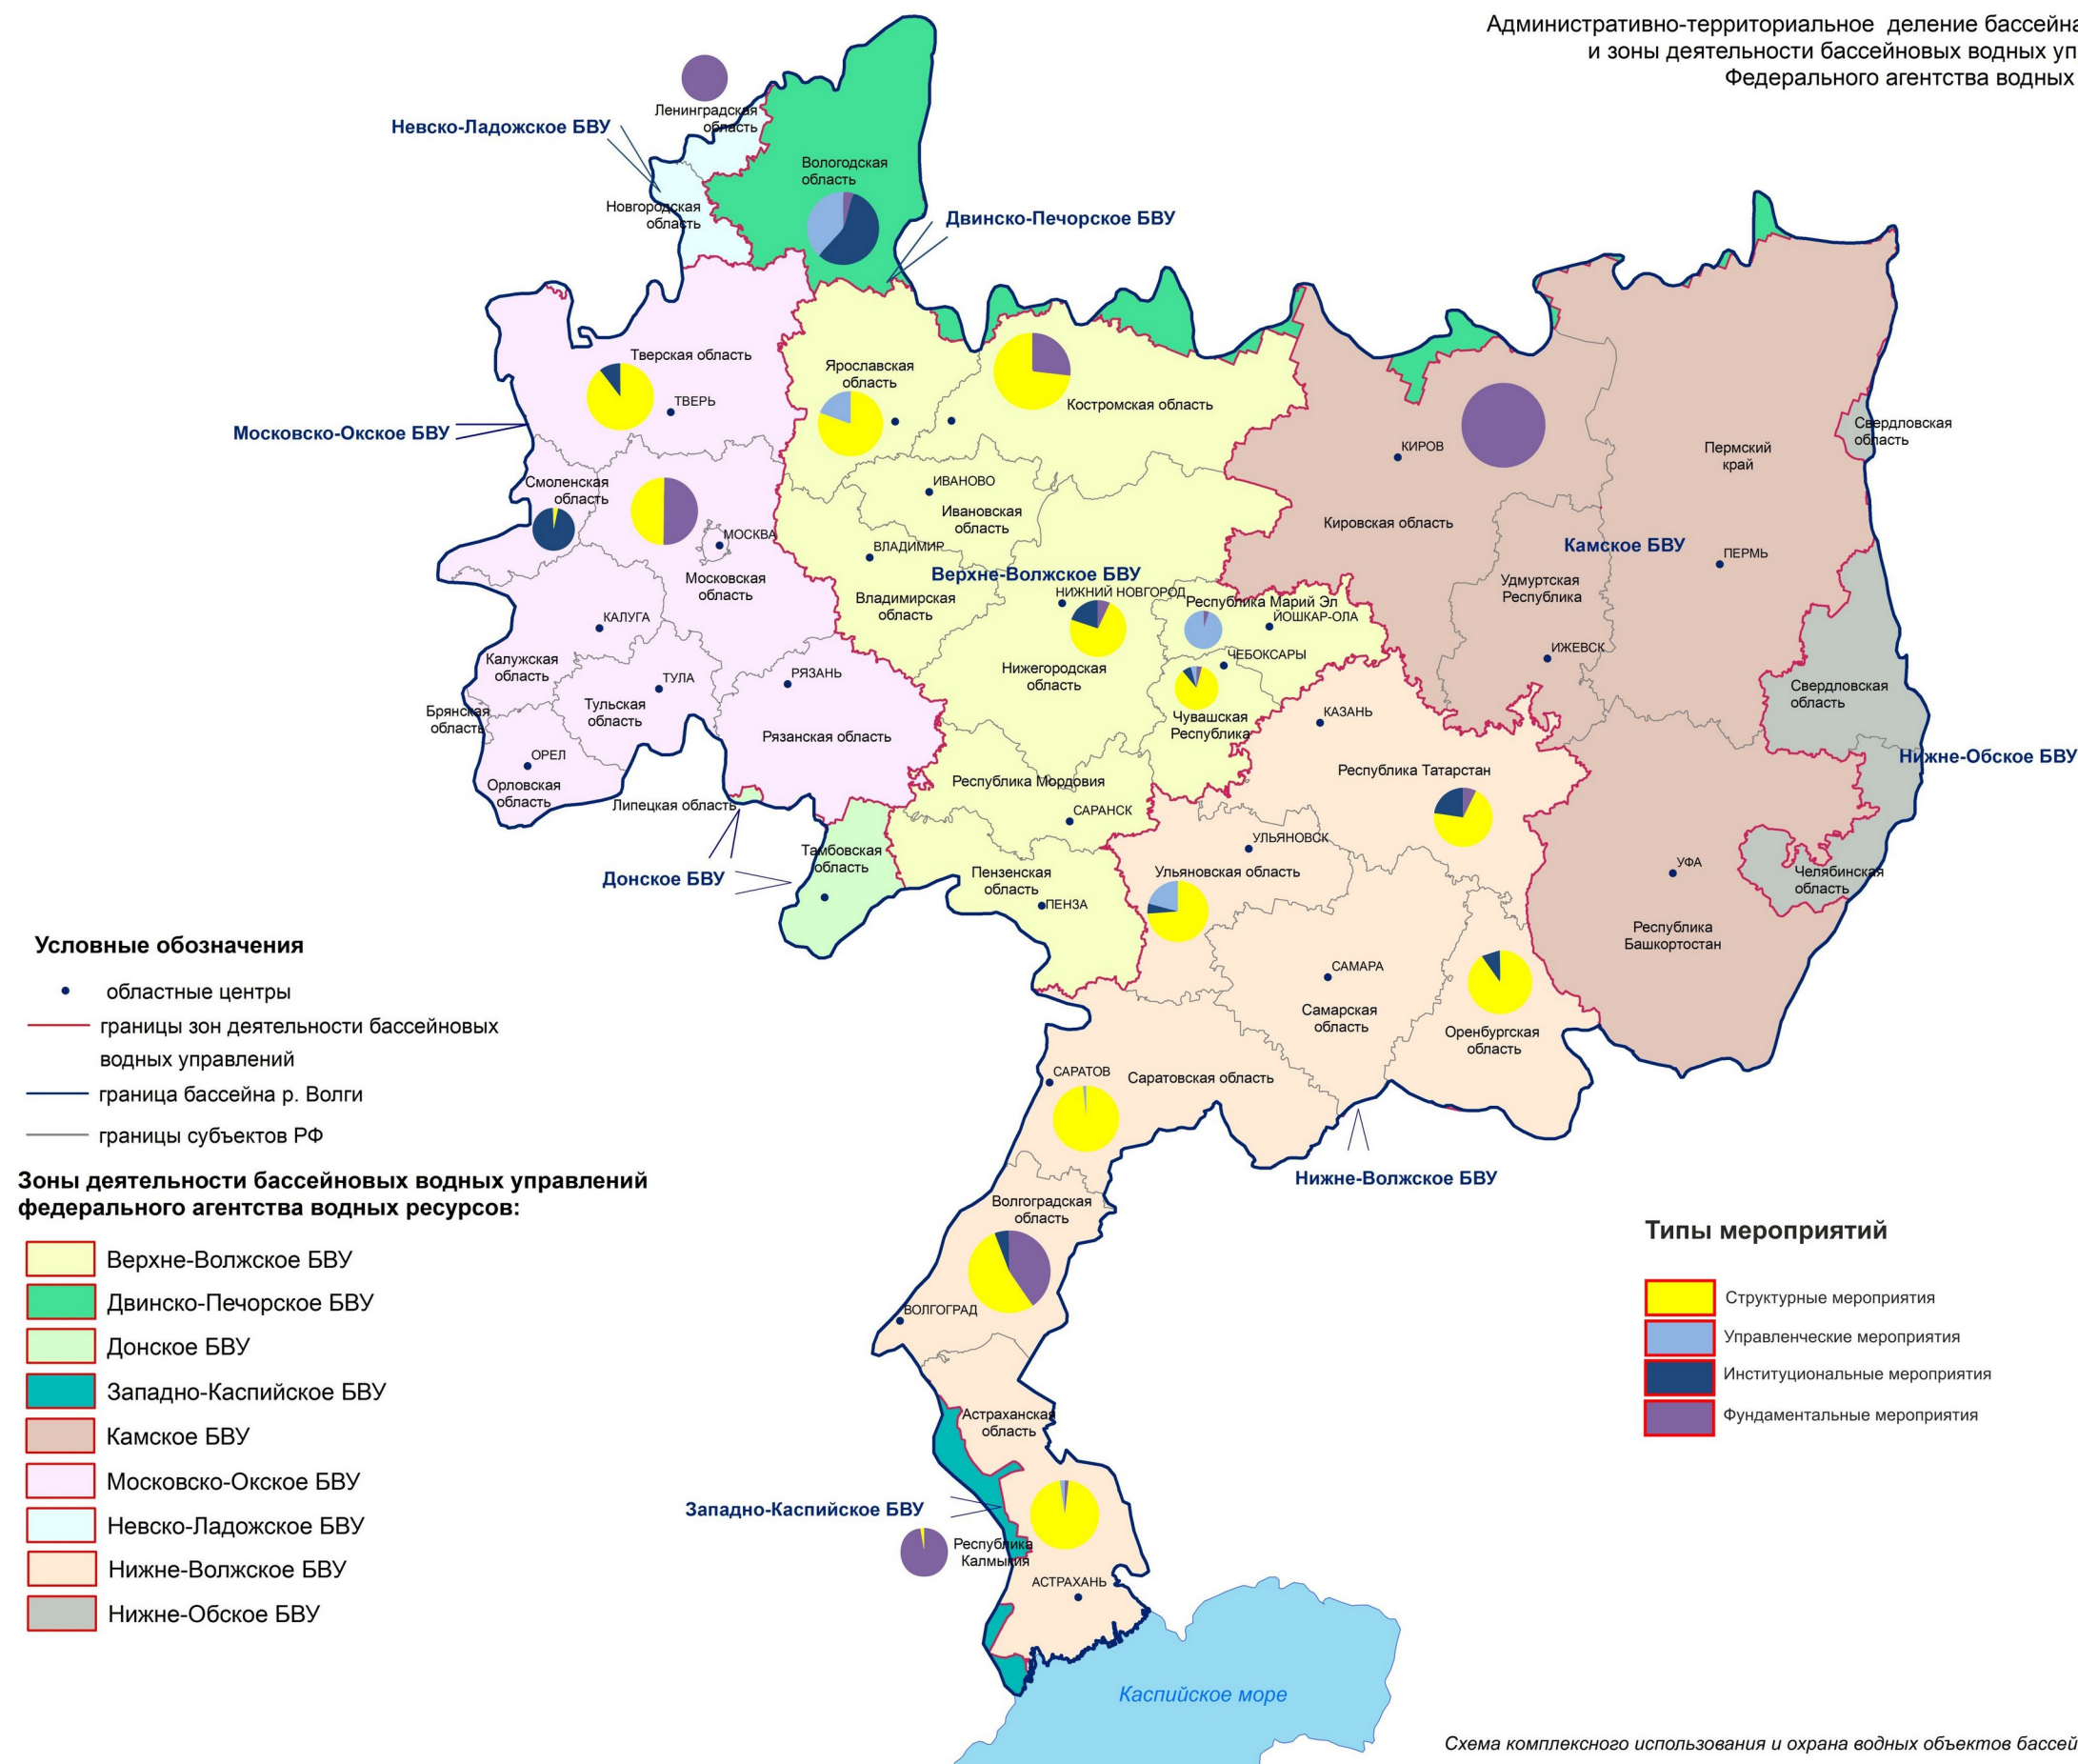 Административно-территориальное деление бассейна
и зоны деятельности бассейновых водных уп
Федерального агентства водных
Ленинградская
область
Невско-Ладожское БВУ
Вологодская
область
Новгородская
область
Двинско-Печорское БВУ
Тверская область
ТВЕРЬ
Ярославская
область
Костромская область
Московско-Окское БВУ
КИРОВ
Пермский
край
Свердловская
область
Смоленская
область
ИВАНОВО
Ивановская
область
Кировская область
МОСКВА
ВЛАДИМИР
Камское БВУ
ПЕРМЬ
Верхне-Волжское БВУ
Московская
область
НИЖНИЙ НОВГОРОД
Удмуртская
Республика
Владимирская
область
Республика Марий Эл
ЙОШКАР-ОЛА
КАЛУГА
ЧЕБОКСАРЫ
ИЖЕВСК
Калужская
область
ТУЛА
РЯЗАНЬ
Нижегородская
область
Свердловская
область
Брянская
область
Тульская
область
Чувашская
Республика
КАЗАНЬ
Рязанская область
ОРЕЛ
Нижне-Обское БВУ
Республика Татарстан
Орловская
область
Республика Мордовия
Липецкая область
САРАНСК
УЛЬЯНОВСК
Тамбовская
область
УФА
Донское БВУ
Пензенская
область
Ульяновская область
Челябинская
область
ПЕНЗА
Республика
Башкортостан
САМАРА
Самарская
область
Оренбургская
область
САРАТОВ
Саратовская область
Нижне-Волжское БВУ
Волгоградская
область
ВОЛГОГРАД
Астраханская
область
Западно-Каспийское БВУ
Республика
Калмыкия
АСТРАХАНЬ
Каспийское море
Условные обозначения
областные центры
границы зон деятельности бассейновых
водных управлений
граница бассейна р. Волги
границы субъектов РФ
Зоны деятельности бассейновых водных управлений
федерального агентства водных ресурсов:
Верхне-Волжское БВУ
Двинско-Печорское БВУ
Донское БВУ
Западно-Каспийское БВУ
Камское БВУ
Московско-Окское БВУ
Невско-Ладожское БВУ
Нижне-Волжское БВУ
Нижне-Обское БВУ
Типы мероприятий
Структурные мероприятия
Управленческие мероприятия
Институциональные мероприятия
Фундаментальные мероприятия
Схема комплексного использования и охрана водных объектов бассей